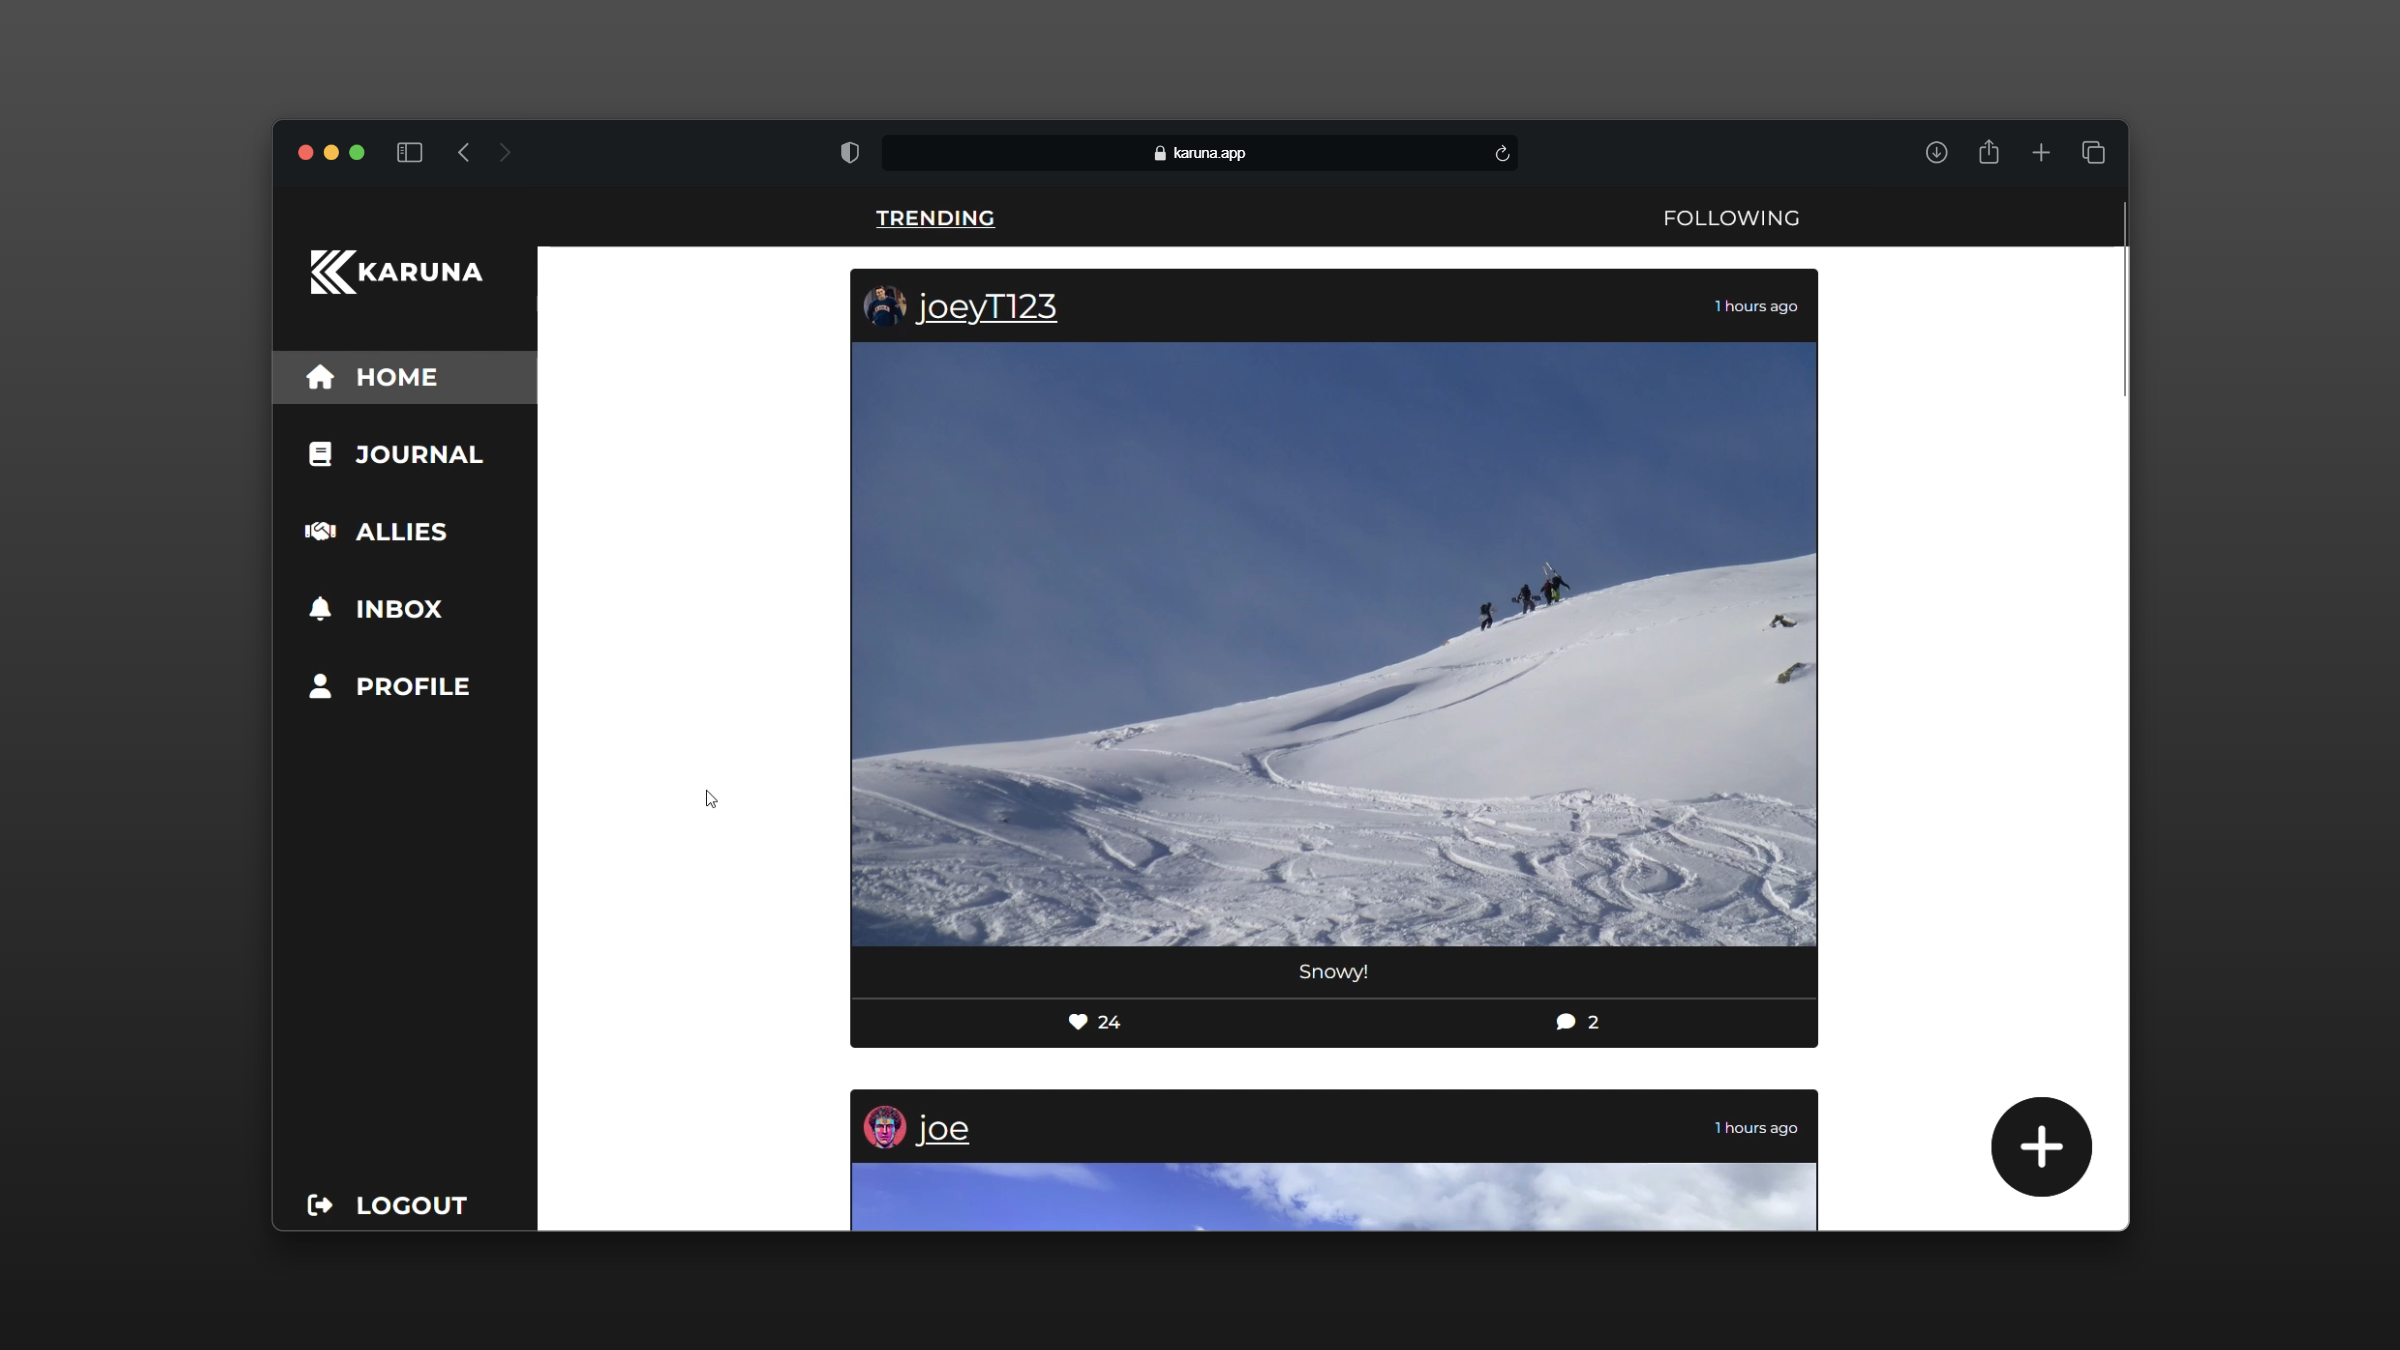 karuna.app
TRENDING
FOLLOWING
KARUNA
HOME
JOURNAL
ALLIES
INBOX
PROFILE
LOGOUT
joeyT123
1 hours ago
Snowy!
24
2
joe
1 hours ago